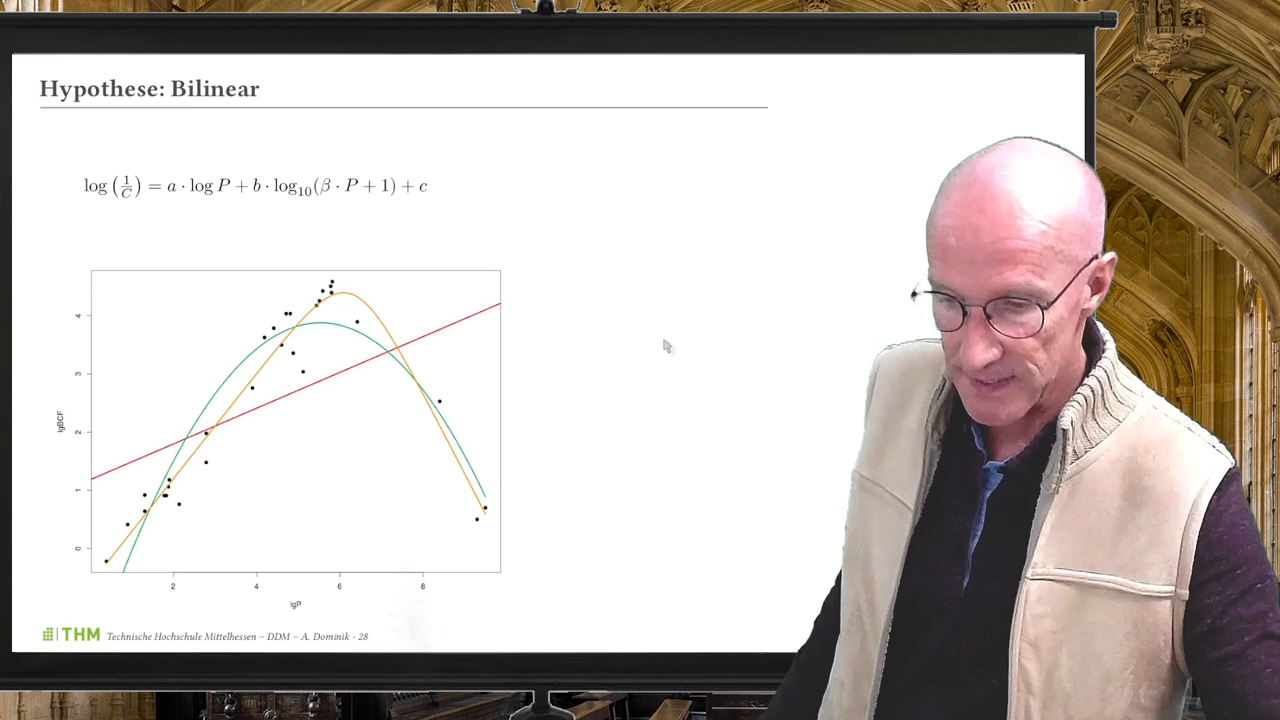 Hypothese: Bilinear
log (1/C) = a · log P + b · log₁₀(β · P + 1) + c
4
3
2
1
0
lgBCF
2 4 6 8
lgP
THM Technische Hochschule Mittelhessen – DDM – A. Dominik - 28